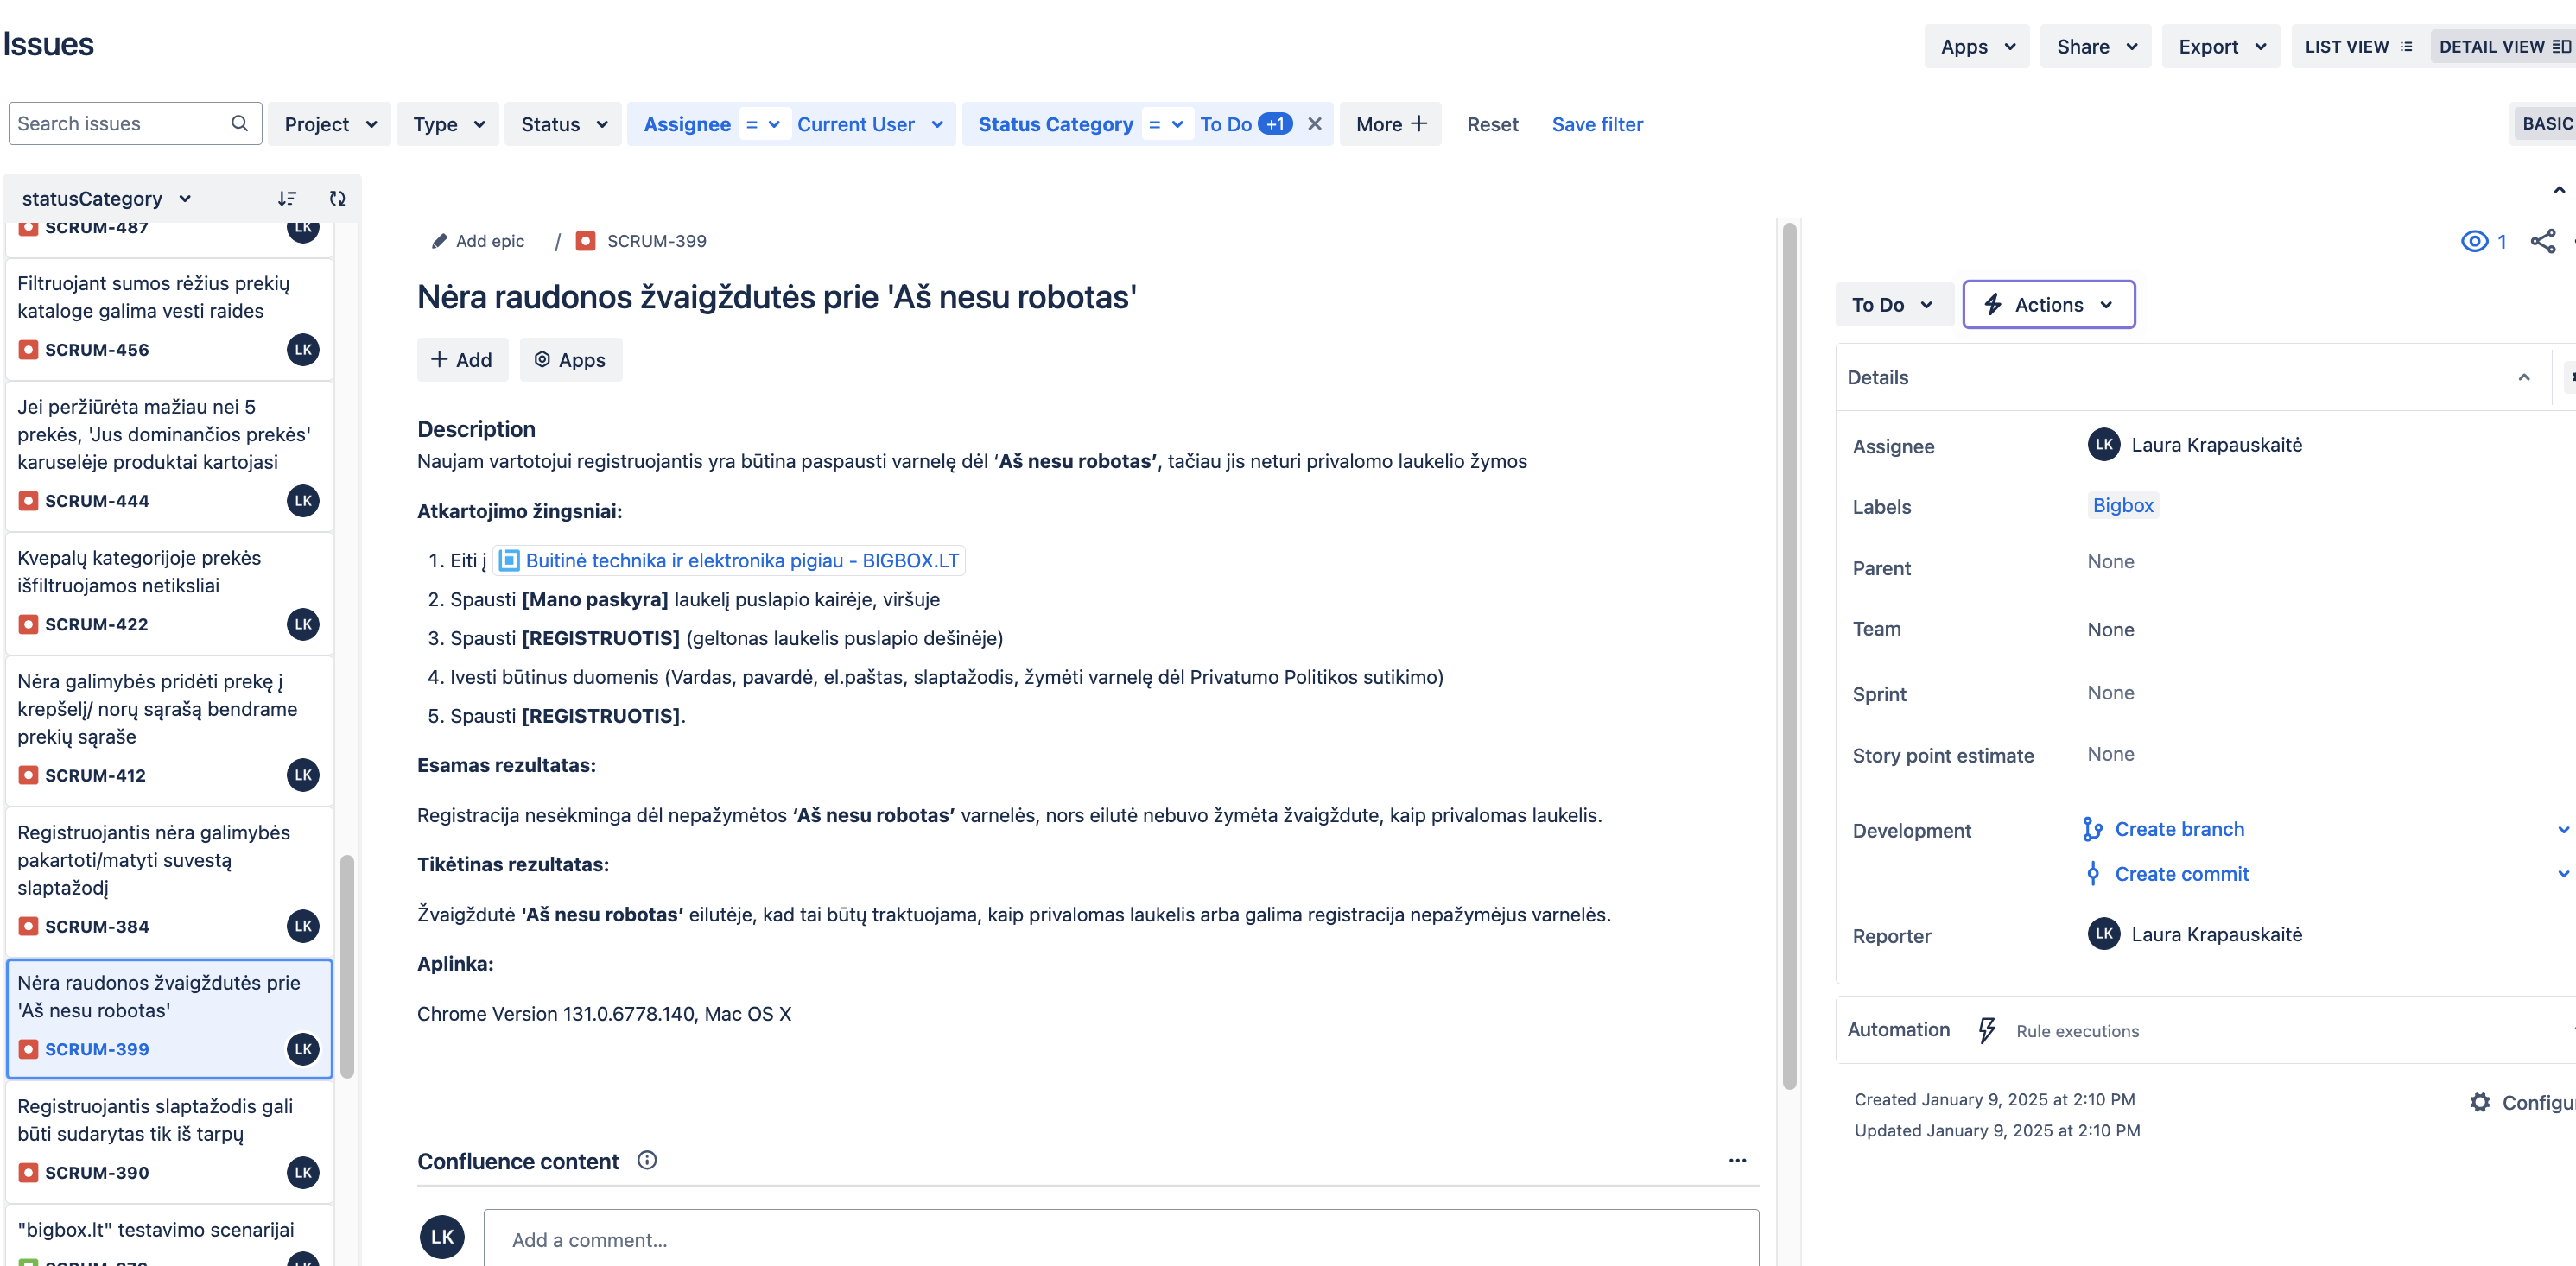 Issues
Apps
Share
Export
LIST VIEW
DETAIL VIEW
Search issues
Project
Type
Status
Assignee = Current User
Status Category = To Do +1
More
Reset
Save filter
BASIC
statusCategory
SCRUM-487
LK
Filtruojant sumos rėžius prekių
kataloge galima vesti raides
SCRUM-456
LK
Jei peržiūrėta mažiau nei 5
prekės, 'Jus dominančios prekės'
karuselėje produktai kartojasi
SCRUM-444
LK
Kvepalų kategorijoje prekės
išfiltruojamos netiksliai
SCRUM-422
LK
Nėra galimybės pridėti prekę į
krepšelį/ norų sąrašą bendrame
prekių sąraše
SCRUM-412
LK
Registruojantis nėra galimybės
pakartoti/matyti suvestą
slaptažodį
SCRUM-384
LK
Nėra raudonos žvaigždutės prie
'Aš nesu robotas'
SCRUM-399
LK
Registruojantis slaptažodis gali
būti sudarytas tik iš tarpų
SCRUM-390
LK
"bigbox.lt" testavimo scenarijai
Add epic / SCRUM-399
Nėra raudonos žvaigždutės prie 'Aš nesu robotas'
Add
Apps
Description
Naujam vartotojui registruojantis yra būtina paspausti varnelę dėl ‘Aš nesu robotas’, tačiau jis neturi privalomo laukelio žymos
Atkartojimo žingsniai:
1. Eiti į Buitinė technika ir elektronika pigiau - BIGBOX.LT
2. Spausti [Mano paskyra] laukelį puslapio kairėje, viršuje
3. Spausti [REGISTRUOTIS] (geltonas laukelis puslapio dešinėje)
4. Ivesti būtinus duomenis (Vardas, pavardė, el.paštas, slaptažodis, žymėti varnelę dėl Privatumo Politikos sutikimo)
5. Spausti [REGISTRUOTIS].
Esamas rezultatas:
Registracija nesėkminga dėl nepažymėtos ‘Aš nesu robotas’ varnelės, nors eilutė nebuvo žymėta žvaigždute, kaip privalomas laukelis.
Tikėtinas rezultatas:
Žvaigždutė 'Aš nesu robotas’ eilutėje, kad tai būtų traktuojama, kaip privalomas laukelis arba galima registracija nepažymėjus varnelės.
Aplinka:
Chrome Version 131.0.6778.140, Mac OS X
Confluence content
LK
Add a comment...
1
To Do
Actions
Details
Assignee
LK Laura Krapauskaitė
Labels
Bigbox
Parent
None
Team
None
Sprint
None
Story point estimate
None
Development
Create branch
Create commit
Reporter
LK Laura Krapauskaitė
Automation
Rule executions
Created January 9, 2025 at 2:10 PM
Updated January 9, 2025 at 2:10 PM